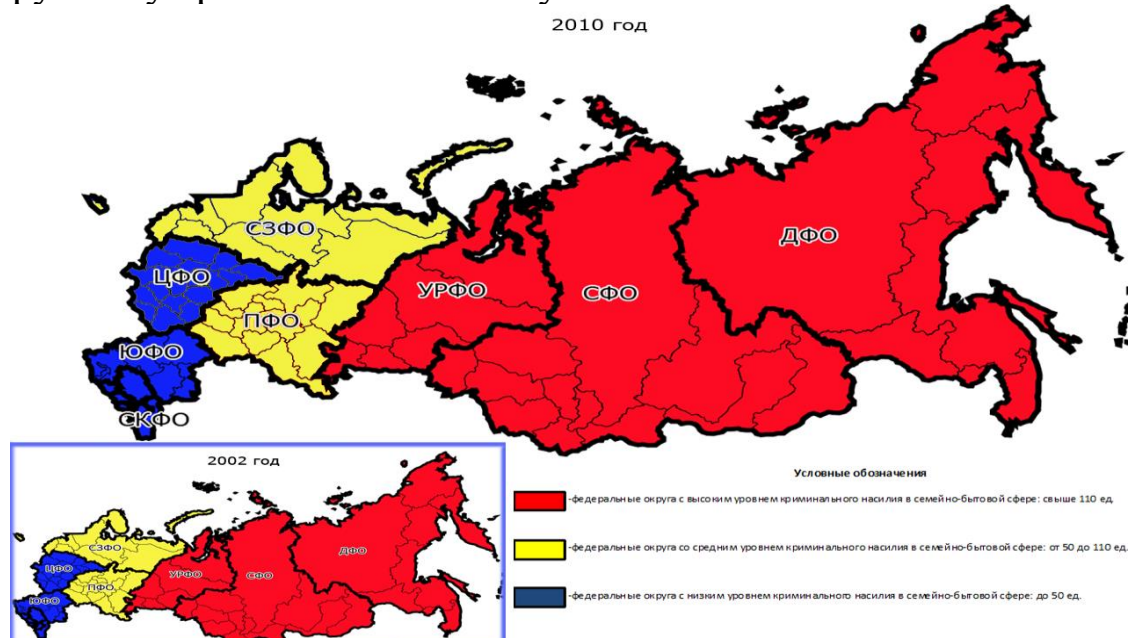 2010 год
СЗФО
ЦФО
ПФО
ЮФО
СКФО
УРФО
СФО
ДФО
2002 год
СЗФО
ЦФО
ПФО
ЮФО
УРФО
СФО
ДФО
Условные обозначения
-федеральные округа с высоким уровнем криминального насилия в семейно-бытовой сфере: свыше 110 ед.
-федеральные округа со средним уровнем криминального насилия в семейно-бытовой сфере: от 50 до 110 ед.
-федеральные округа с низким уровнем криминального насилия в семейно-бытовой сфере: до 50 ед.